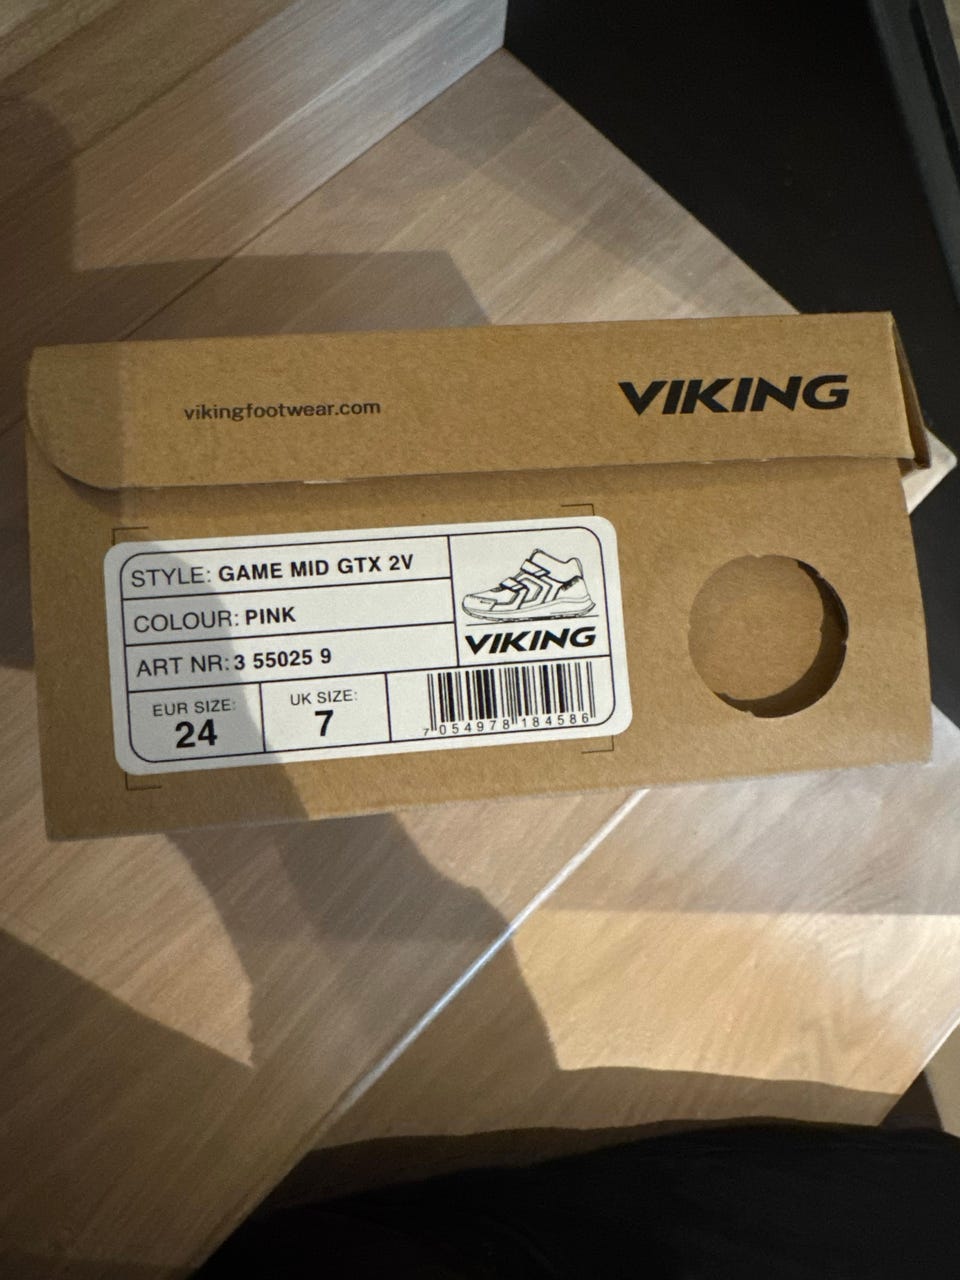 vikingfootwear.com
VIKING
STYLE: GAME MID GTX 2V
COLOUR: PINK
ART NR: 3 55025 9
VIKING
EUR SIZE:
24
UK SIZE:
7
7 054978 184586